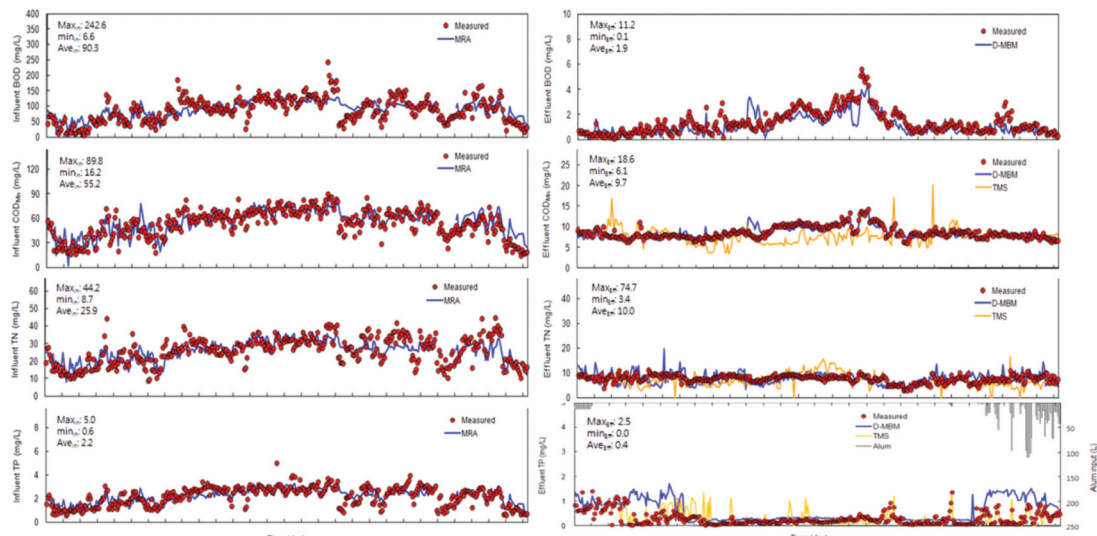 400
350
300
250
200
150
100
50
0
Influent BOD (mg/L)
Maxin: 242.6
minin: 6.6
Avein: 90.3
Measured
MRA
120
90
60
30
0
Influent CODMn (mg/L)
Maxin: 89.8
minin: 16.2
Avein: 55.2
Measured
MRA
60
50
40
30
20
10
0
Influent TN (mg/L)
Maxin: 44.2
minin: 8.7
Avein: 25.9
Measured
MRA
8
6
4
2
0
Influent TP (mg/L)
Maxin: 5.0
minin: 0.6
Avein: 2.2
Measured
MRA
10
8
6
4
2
0
Effluent BOD (mg/L)
MaxEff: 11.2
minEff: 0.1
AveEff: 1.9
Measured
D-MBM
25
20
15
10
5
0
Effluent CODMn (mg/L)
MaxEff: 18.6
minEff: 6.1
AveEff: 9.7
Measured
D-MBM
TMS
40
30
20
10
0
Effluent TN (mg/L)
MaxEff: 74.7
minEff: 3.4
AveEff: 10.0
Measured
D-MBM
TMS
4
3
2
1
0
Effluent TP (mg/L)
MaxEff: 2.5
minEff: 0.0
AveEff: 0.4
Measured
D-MBM
TMS
Alum
50
100
150
200
250
Alum input (L)